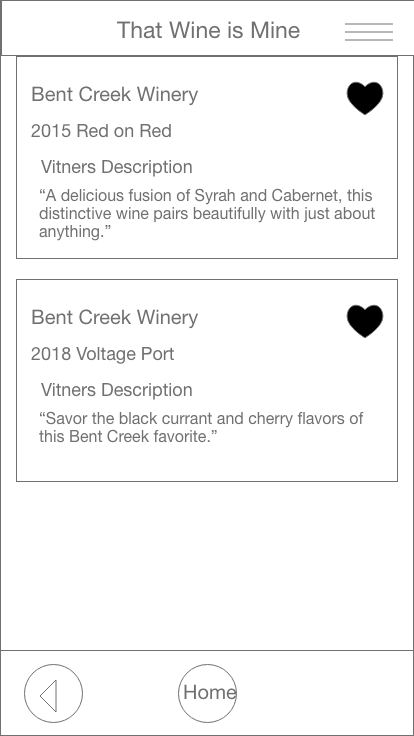 That Wine is Mine
Bent Creek Winery
2015 Red on Red
Vitners Description
“A delicious fusion of Syrah and Cabernet, this
distinctive wine pairs beautifully with just about
anything.”
Bent Creek Winery
2018 Voltage Port
Vitners Description
“Savor the black currant and cherry flavors of
this Bent Creek favorite.”
Home